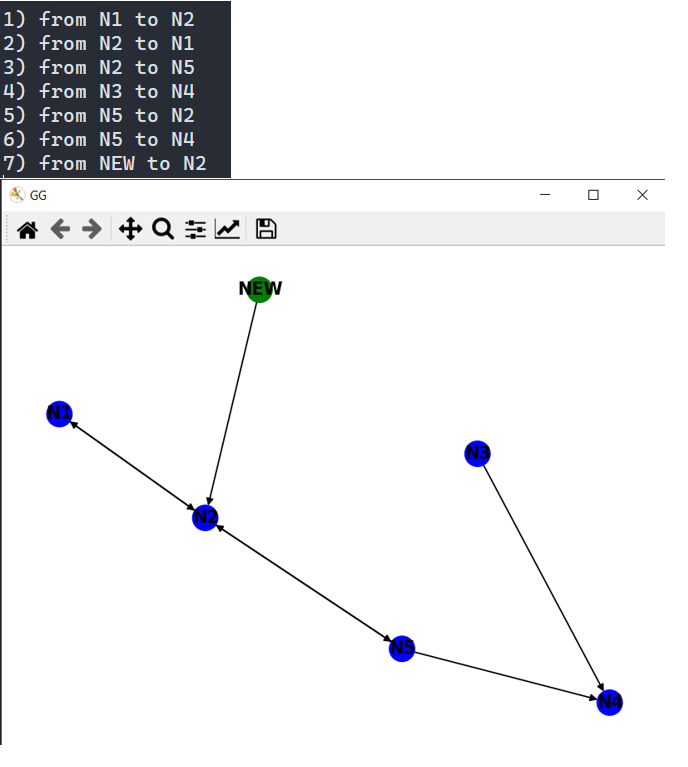 1) from N1 to N2
2) from N2 to N1
3) from N2 to N5
4) from N3 to N4
5) from N5 to N2
6) from N5 to N4
7) from NEW to N2
GG
NEW
N1
N3
N2
N5
N4